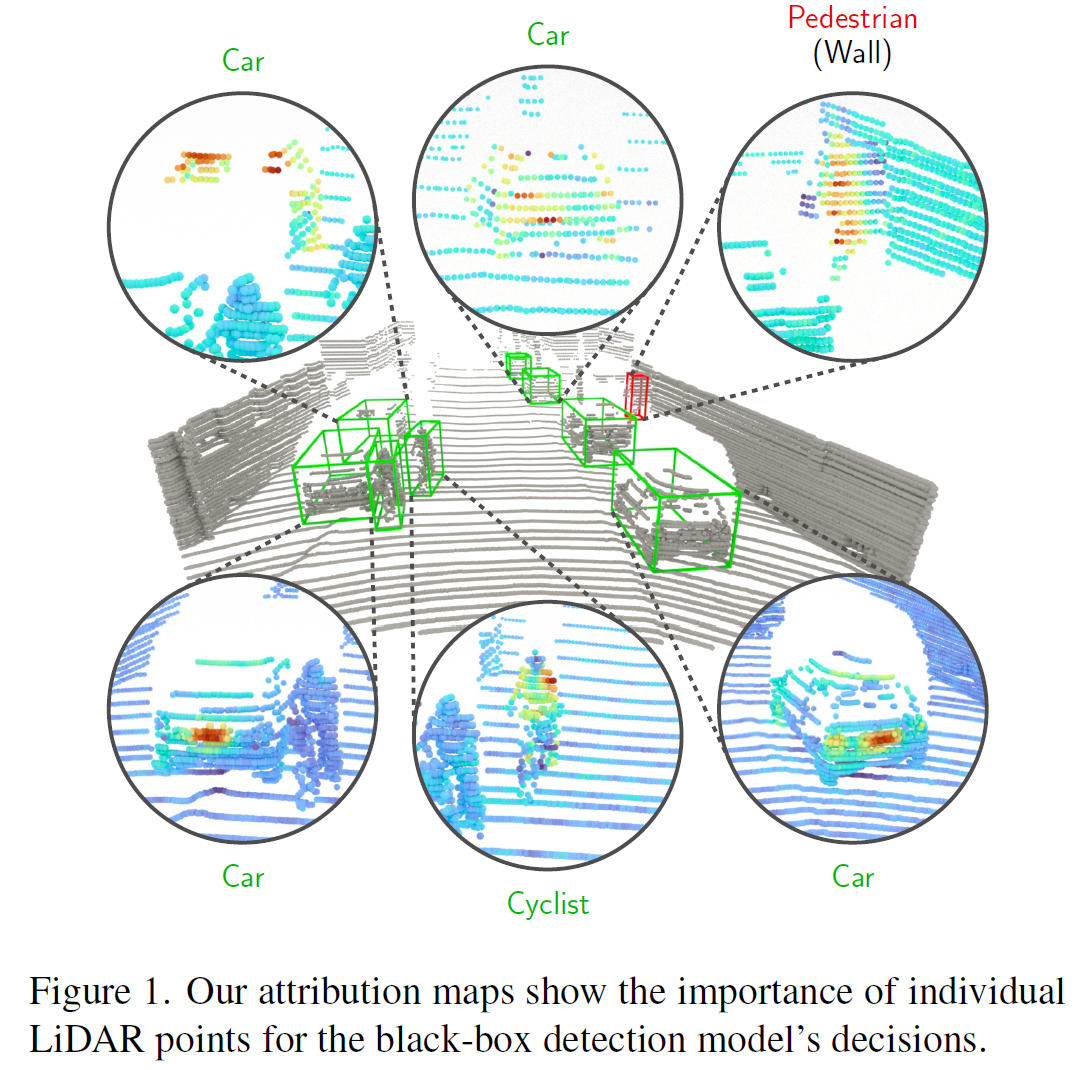 Car
Car
Pedestrian
(Wall)
Car
Cyclist
Car
Figure 1. Our attribution maps show the importance of individual
LiDAR points for the black-box detection model's decisions.